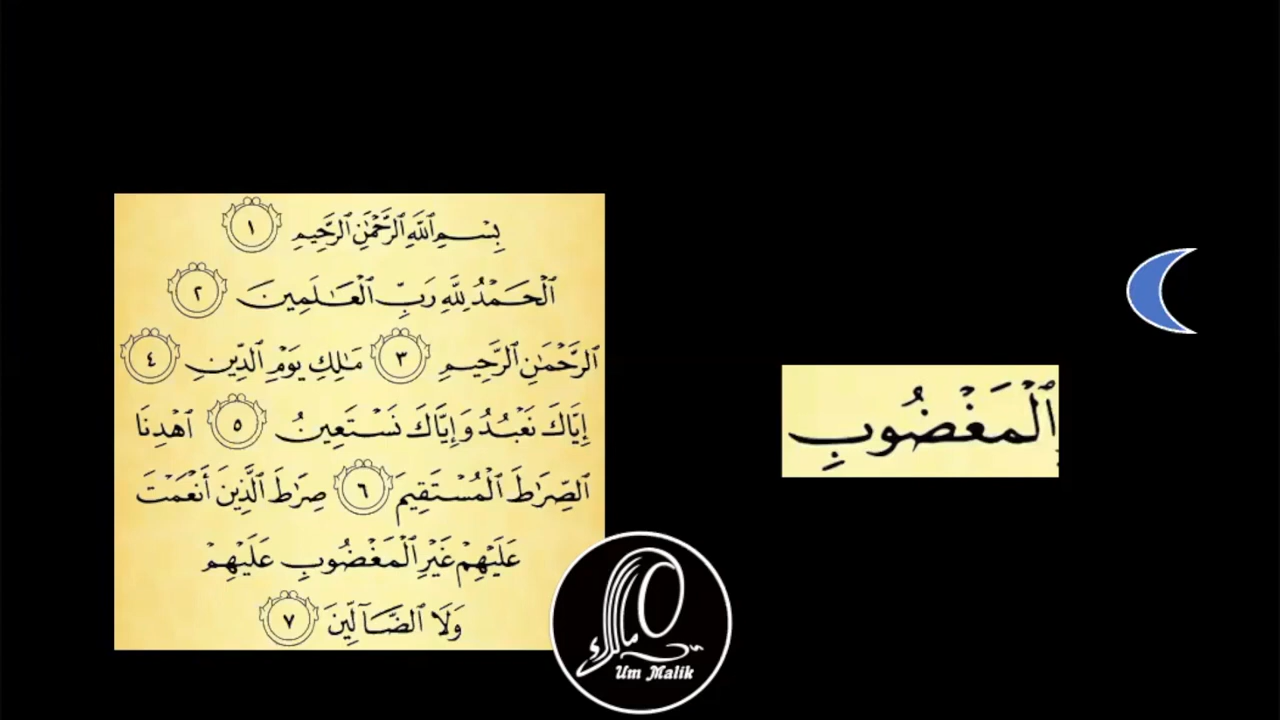 بِسۡمِ ٱللَّهِ ٱلرَّحۡمَٰنِ ٱلرَّحِيمِ ١
ٱلۡحَمۡدُ لِلَّهِ رَبِّ ٱلۡعَٰلَمِينَ ٢
ٱلرَّحۡمَٰنِ ٱلرَّحِيمِ ٣ مَٰلِكِ يَوۡمِ ٱلدِّينِ ٤
إِيَّاكَ نَعۡبُدُ وَإِيَّاكَ نَسۡتَعِينُ ٥ ٱهۡدِنَا
ٱلصِّرَٰطَ ٱلۡمُسۡتَقِيمَ ٦ صِرَٰطَ ٱلَّذِينَ أَنۡعَمۡتَ
عَلَيۡهِمۡ غَيۡرِ ٱلۡمَغۡضُوبِ عَلَيۡهِمۡ
وَلَا ٱلضَّآلِّينَ ٧
ٱلۡمَغۡضُوبِ
Um Malik